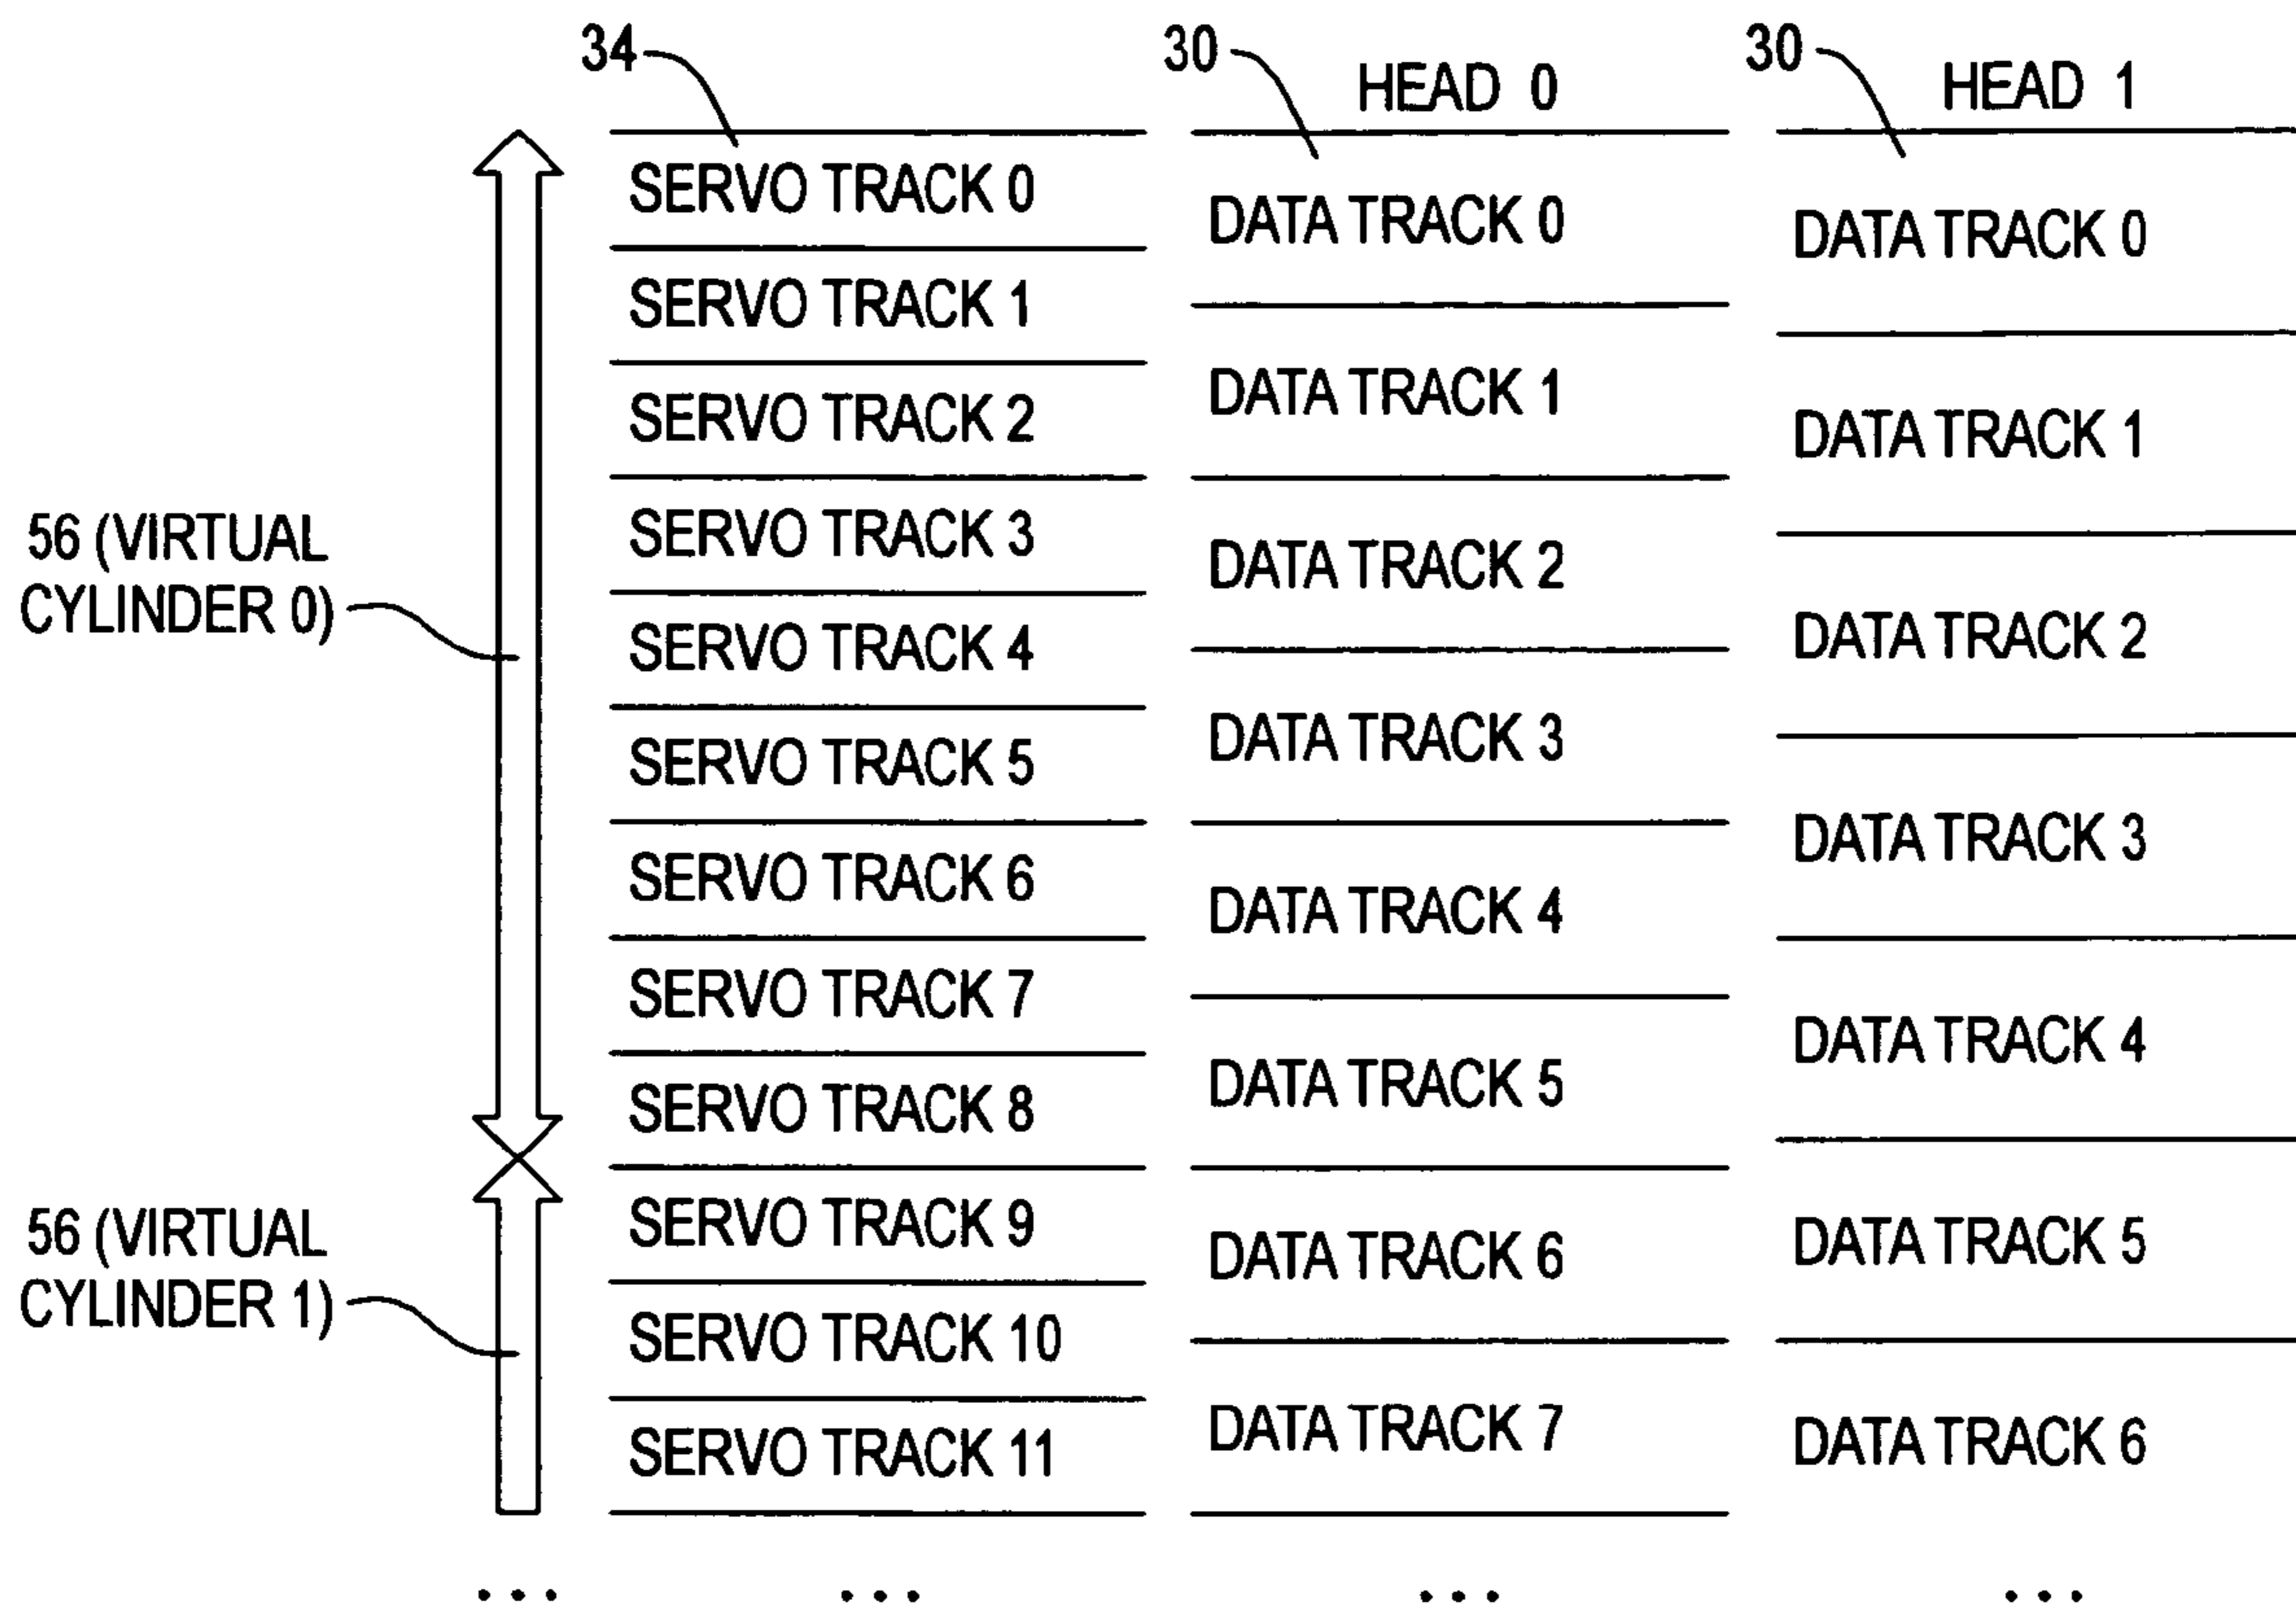 34
30
HEAD 0
30
HEAD 1
SERVO TRACK 0
SERVO TRACK 1
SERVO TRACK 2
SERVO TRACK 3
SERVO TRACK 4
SERVO TRACK 5
SERVO TRACK 6
SERVO TRACK 7
SERVO TRACK 8
SERVO TRACK 9
SERVO TRACK 10
SERVO TRACK 11
...
DATA TRACK 0
DATA TRACK 1
DATA TRACK 2
DATA TRACK 3
DATA TRACK 4
DATA TRACK 5
DATA TRACK 6
DATA TRACK 7
...
DATA TRACK 0
DATA TRACK 1
DATA TRACK 2
DATA TRACK 3
DATA TRACK 4
DATA TRACK 5
DATA TRACK 6
...
56 (VIRTUAL
CYLINDER 0)
56 (VIRTUAL
CYLINDER 1)
...